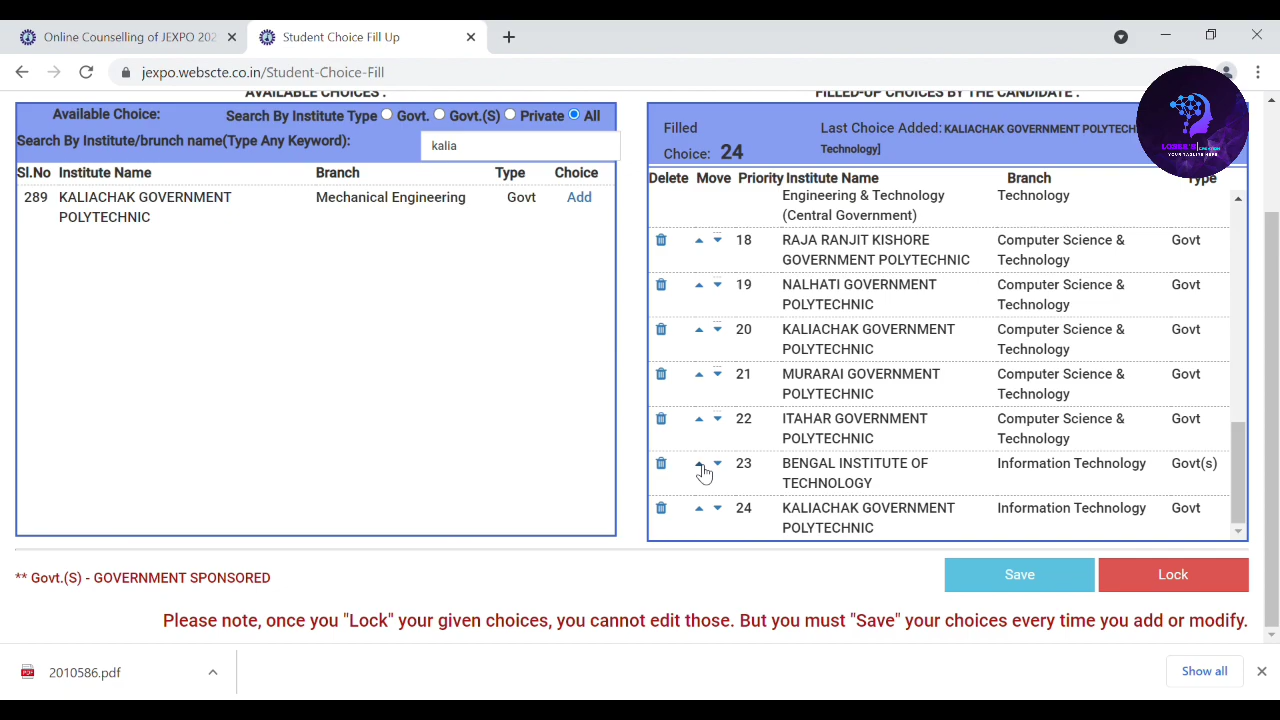 Online Counselling of JEXPO 202
Student Choice Fill Up
jexpo.webscte.co.in/Student-Choice-Fill
AVAILABLE CHOICES :
Available Choice:
Search By Institute Type Govt. Govt.(S) Private All
Search By Institute/brunch name(Type Any Keyword):
kalia
Sl.No Institute Name Branch Type Choice
289 KALIACHAK GOVERNMENT Mechanical Engineering Govt Add
POLYTECHNIC
FILLED-UP CHOICES BY THE CANDIDATE :
Filled
Choice: 24
Last Choice Added: KALIACHAK GOVERNMENT POLYTECH
Technology]
Delete Move Priority Institute Name Branch Type
Engineering & Technology Technology
(Central Government)
18 RAJA RANJIT KISHORE Computer Science & Govt
GOVERNMENT POLYTECHNIC Technology
19 NALHATI GOVERNMENT Computer Science & Govt
POLYTECHNIC Technology
20 KALIACHAK GOVERNMENT Computer Science & Govt
POLYTECHNIC Technology
21 MURARAI GOVERNMENT Computer Science & Govt
POLYTECHNIC Technology
22 ITAHAR GOVERNMENT Computer Science & Govt
POLYTECHNIC Technology
23 BENGAL INSTITUTE OF Information Technology Govt(s)
TECHNOLOGY
24 KALIACHAK GOVERNMENT Information Technology Govt
POLYTECHNIC
** Govt.(S) - GOVERNMENT SPONSORED
Save
Lock
Please note, once you "Lock" your given choices, you cannot edit those. But you must "Save" your choices every time you add or modify.
2010586.pdf
Show all